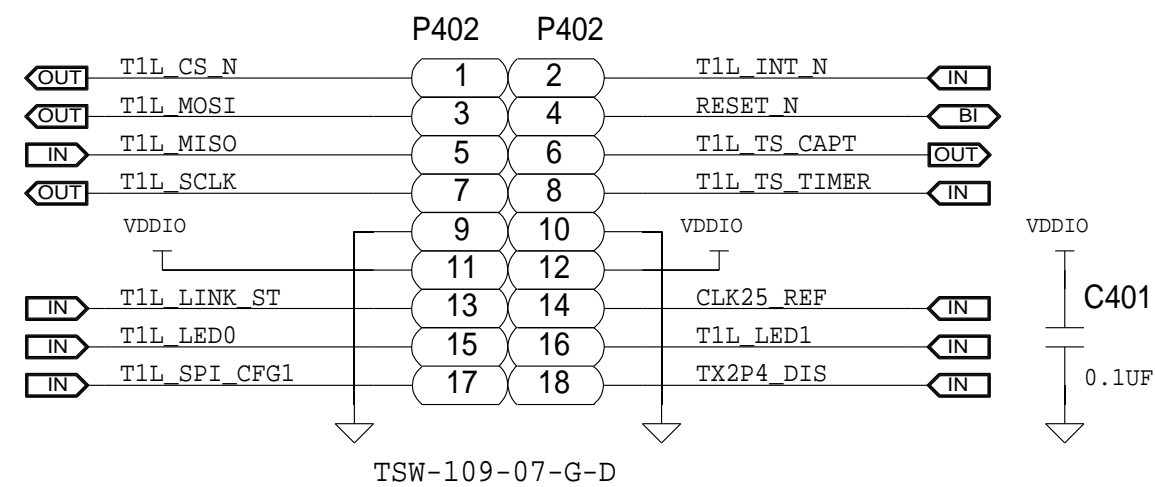 P402 P402
OUT T1L_CS_N 1 2 T1L_INT_N IN
OUT T1L_MOSI 3 4 RESET_N BI
IN T1L_MISO 5 6 T1L_TS_CAPT OUT
OUT T1L_SCLK 7 8 T1L_TS_TIMER IN
VDDIO 9 10 VDDIO VDDIO
11 12
IN T1L_LINK_ST 13 14 CLK25_REF IN C401
IN T1L_LED0 15 16 T1L_LED1 IN
IN T1L_SPI_CFG1 17 18 TX2P4_DIS IN 0.1UF
TSW-109-07-G-D